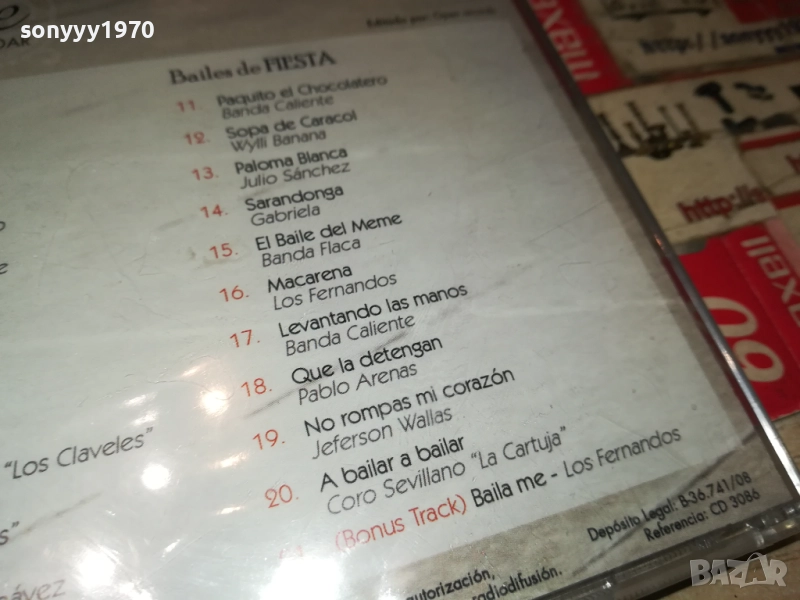 sonyyy1970
Bailes de FIESTA
11. Paquito el Chocolatero
Banda Caliente
12. Sopa de Caracol
Wylli Banana
13. Paloma Blanca
Julio Sánchez
14. Sarandonga
Gabriela
15. El Baile del Meme
Banda Flaca
16. Macarena
Los Fernandos
17. Levantando las manos
Banda Caliente
18. Que la detengan
Pablo Arenas
19. No rompas mi corazón
Jeferson Wallas
20. A bailar a bailar
Coro Sevillano "La Cartuja"
(Bonus Track) Baila me - Los Fernandos
"Los Claveles"
Depósito Legal: B-36.741/08
Referencia: CD 3086
autorización,
radiodifusión.
maxell
http://
90
BAZAR